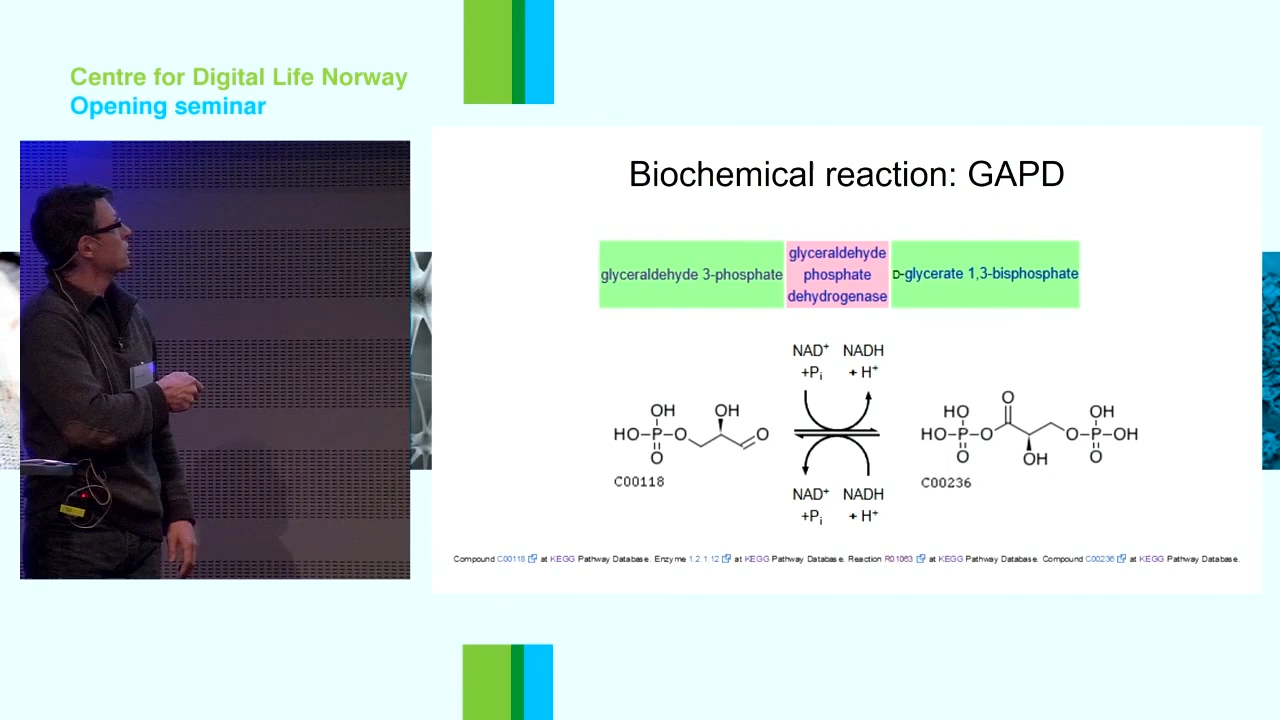 Centre for Digital Life Norway
Opening seminar
Biochemical reaction: GAPD
glyceraldehyde 3-phosphate
glyceraldehyde
phosphate
dehydrogenase
D-glycerate 1,3-bisphosphate
NAD⁺ NADH
+Pᵢ + H⁺
OH OH
HO-P-O O
O
C00118
O
HO OH
HO-P-O O-P-OH
O OH O
C00236
NAD⁺ NADH
+Pᵢ + H⁺
Compound C00118 at KEGG Pathway Database. Enzyme 1.2.1.12 at KEGG Pathway Database. Reaction R01063 at KEGG Pathway Database. Compound C00236 at KEGG Pathway Database.